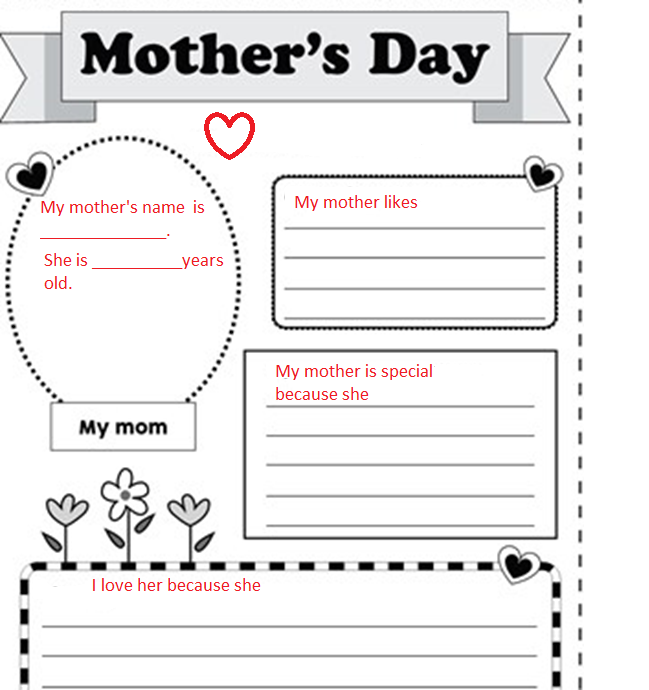 Mother's Day
My mother's name is
______________.
She is __________years
old.
My mom
My mother likes
My mother is special
because she
I love her because she